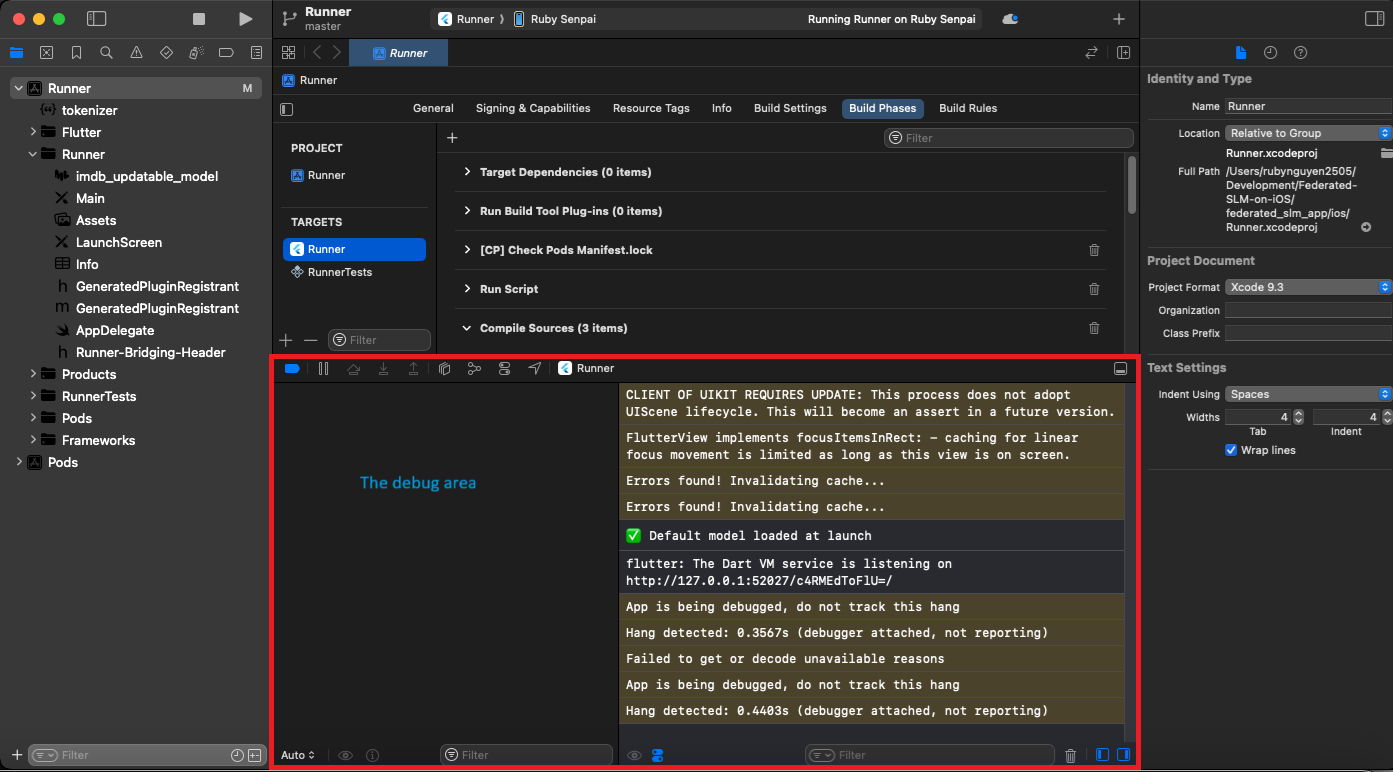 Runner
master
Runner
Ruby Senpai
Running Runner on Ruby Senpai
Runner
Runner M
tokenizer
Flutter
Runner
imdb_updatable_model
Main
Assets
LaunchScreen
Info
GeneratedPluginRegistrant
GeneratedPluginRegistrant
AppDelegate
Runner-Bridging-Header
Products
RunnerTests
Pods
Frameworks
Pods
Filter
Runner
General Signing & Capabilities Resource Tags Info Build Settings Build Phases Build Rules
PROJECT
Runner
TARGETS
Runner
RunnerTests
Filter
Filter
Target Dependencies (0 items)
Run Build Tool Plug-ins (0 items)
[CP] Check Pods Manifest.lock
Run Script
Compile Sources (3 items)
Runner
The debug area
CLIENT OF UIKIT REQUIRES UPDATE: This process does not adopt
UIScene lifecycle. This will become an assert in a future version.
FlutterView implements focusItemsInRect: - caching for linear
focus movement is limited as long as this view is on screen.
Errors found! Invalidating cache...
Errors found! Invalidating cache...
✅ Default model loaded at launch
flutter: The Dart VM service is listening on
http://127.0.0.1:52027/c4RMEdToFlU=/
App is being debugged, do not track this hang
Hang detected: 0.3567s (debugger attached, not reporting)
Failed to get or decode unavailable reasons
App is being debugged, do not track this hang
Hang detected: 0.4403s (debugger attached, not reporting)
Auto
Filter
Filter
Identity and Type
Name Runner
Location Relative to Group
Runner.xcodeproj
Full Path /Users/rubynguyen2505/
Development/Federated-
SLM-on-iOS/
federated_slm_app/ios/
Runner.xcodeproj
Project Document
Project Format Xcode 9.3
Organization
Class Prefix
Text Settings
Indent Using Spaces
Widths 4 4
Tab Indent
Wrap lines